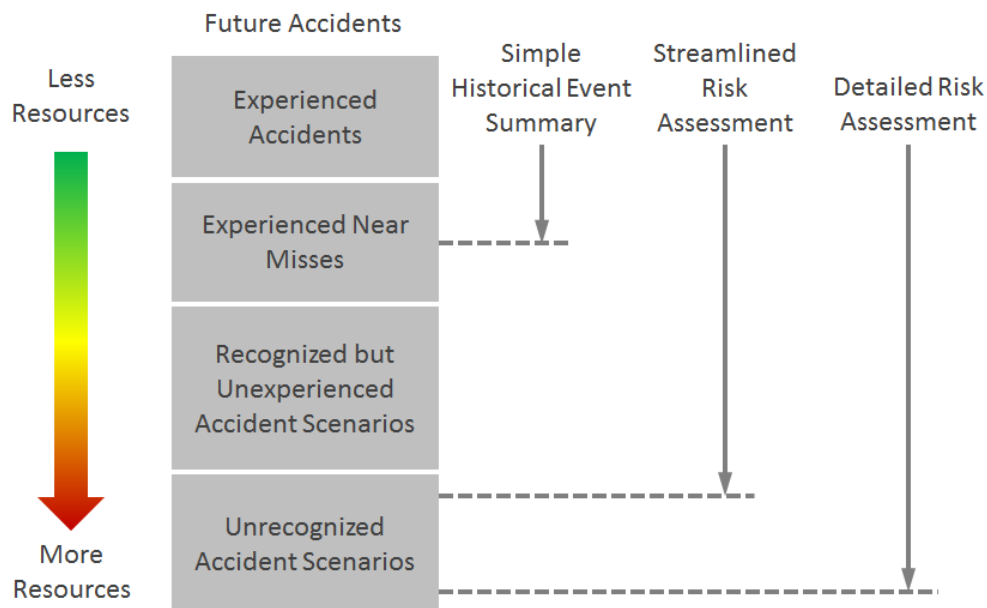 Future Accidents
Less
Resources
Experienced
Accidents
Simple
Historical Event
Summary
Streamlined
Risk
Assessment
Detailed Risk
Assessment
Experienced Near
Misses
Recognized but
Unexperienced
Accident Scenarios
Unrecognized
Accident Scenarios
More
Resources